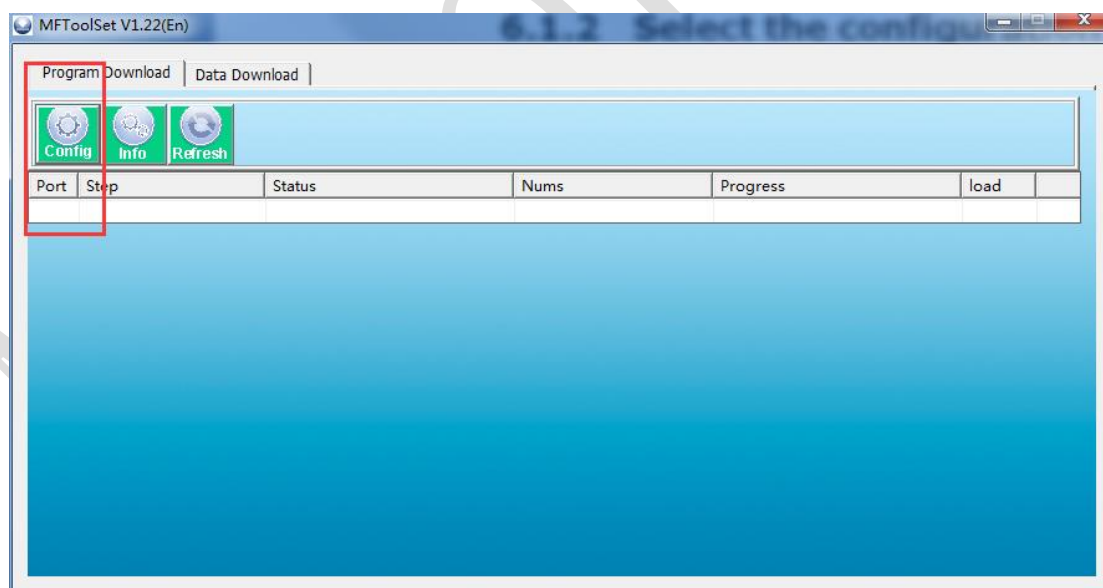 MFToolSet V1.22(En)
6.1.2 Select the configuration
Program Download Data Download
Config Info Refresh
Port Step Status Nums Progress load